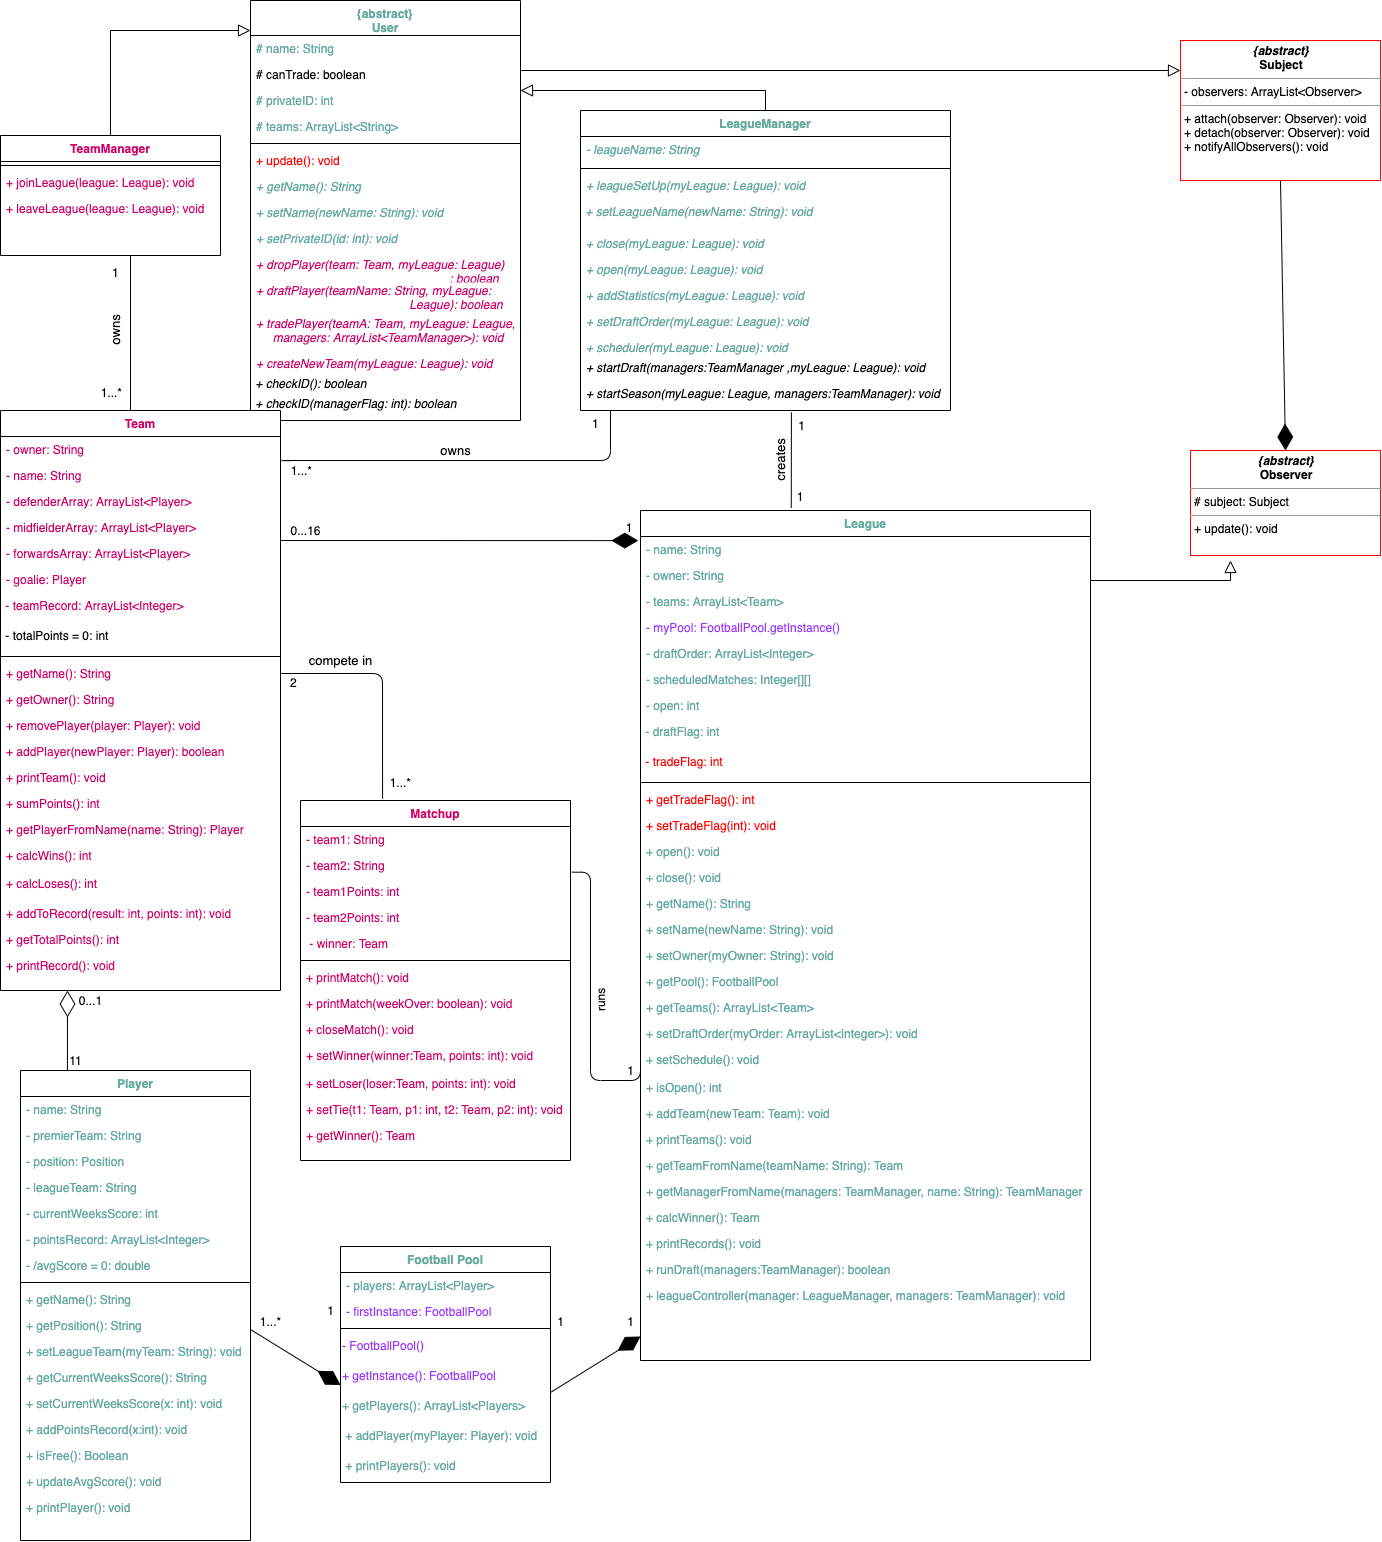 {abstract}
User
# name: String
# canTrade: boolean
# privateID: int
# teams: ArrayList<String>
+ update(): void
+ getName(): String
+ setName(newName: String): void
+ setPrivateID(id: int): void
+ dropPlayer(team: Team, myLeague: League)
: boolean
+ draftPlayer(teamName: String, myLeague:
League): boolean
+ tradePlayer(teamA: Team, myLeague: League,
managers: ArrayList<TeamManager>): void
+ createNewTeam(myLeague: League): void
+ checkID(): boolean
+ checkID(managerFlag: int): boolean
{abstract}
Subject
- observers: ArrayList<Observer>
+ attach(observer: Observer): void
+ detach(observer: Observer): void
+ notifyAllObservers(): void
LeagueManager
- leagueName: String
+ leagueSetUp(myLeague: League): void
+ setLeagueName(newName: String): void
+ close(myLeague: League): void
+ open(myLeague: League): void
+ addStatistics(myLeague: League): void
+ setDraftOrder(myLeague: League): void
+ scheduler(myLeague: League): void
+ startDraft(managers:TeamManager ,myLeague: League): void
+ startSeason(myLeague: League, managers:TeamManager): void
TeamManager
+ joinLeague(league: League): void
+ leaveLeague(league: League): void
1
owns
1...*
Team
- owner: String
- name: String
- defenderArray: ArrayList<Player>
- midfielderArray: ArrayList<Player>
- forwardsArray: ArrayList<Player>
- goalie: Player
- teamRecord: ArrayList<Integer>
- totalPoints = 0: int
+ getName(): String
+ getOwner(): String
+ removePlayer(player: Player): void
+ addPlayer(newPlayer: Player): boolean
+ printTeam(): void
+ sumPoints(): int
+ getPlayerFromName(name: String): Player
+ calcWins(): int
+ calcLoses(): int
+ addToRecord(result: int, points: int): void
+ getTotalPoints(): int
+ printRecord(): void
1
owns
1...*
1
creates
1
0...16
1
{abstract}
Observer
# subject: Subject
+ update(): void
League
- name: String
- owner: String
- teams: ArrayList<Team>
- myPool: FootballPool.getInstance()
- draftOrder: ArrayList<Integer>
- scheduledMatches: Integer[][]
- open: int
- draftFlag: int
- tradeFlag: int
+ getTradeFlag(): int
+ setTradeFlag(int): void
+ open(): void
+ close(): void
+ getName(): String
+ setName(newName: String): void
+ setOwner(myOwner: String): void
+ getPool(): FootballPool
+ getTeams(): ArrayList<Team>
+ setDraftOrder(myOrder: ArrayList<Integer>): void
+ setSchedule(): void
+ isOpen(): int
+ addTeam(newTeam: Team): void
+ printTeams(): void
+ getTeamFromName(teamName: String): Team
+ getManagerFromName(managers: TeamManager, name: String): TeamManager
+ calcWinner(): Team
+ printRecords(): void
+ runDraft(managers:TeamManager): boolean
+ leagueController(manager: LeagueManager, managers: TeamManager): void
compete in
2
1...*
Matchup
- team1: String
- team2: String
- team1Points: int
- team2Points: int
- winner: Team
+ printMatch(): void
+ printMatch(weekOver: boolean): void
+ closeMatch(): void
+ setWinner(winner:Team, points: int): void
+ setLoser(loser:Team, points: int): void
+ setTie(t1: Team, p1: int, t2: Team, p2: int): void
+ getWinner(): Team
runs
1
0...1
11
Player
- name: String
- premierTeam: String
- position: Position
- leagueTeam: String
- currentWeeksScore: int
- pointsRecord: ArrayList<Integer>
- /avgScore = 0: double
+ getName(): String
+ getPosition(): String
+ setLeagueTeam(myTeam: String): void
+ getCurrentWeeksScore(): String
+ setCurrentWeeksScore(x: int): void
+ addPointsRecord(x:int): void
+ isFree(): Boolean
+ updateAvgScore(): void
+ printPlayer(): void
1...*
1
Football Pool
- players: ArrayList<Player>
- firstInstance: FootballPool
- FootballPool()
+ getInstance(): FootballPool
+ getPlayers(): ArrayList<Players>
+ addPlayer(myPlayer: Player): void
+ printPlayers(): void
1
1